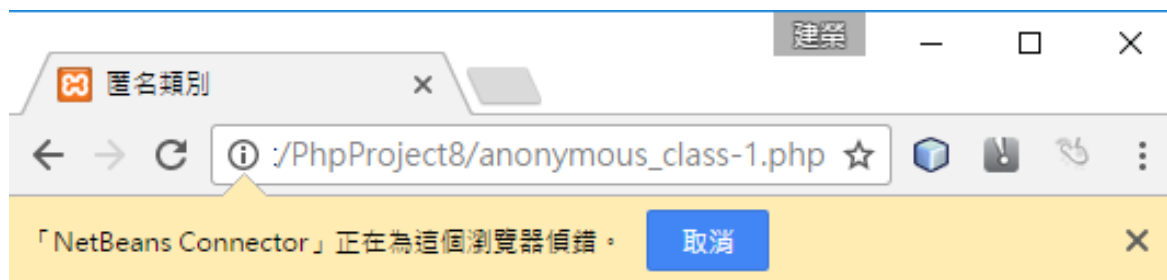 建榮
匿名類別
:/PhpProject8/anonymous_class-1.php
「NetBeans Connector」正在為這個瀏覽器偵錯。 取消